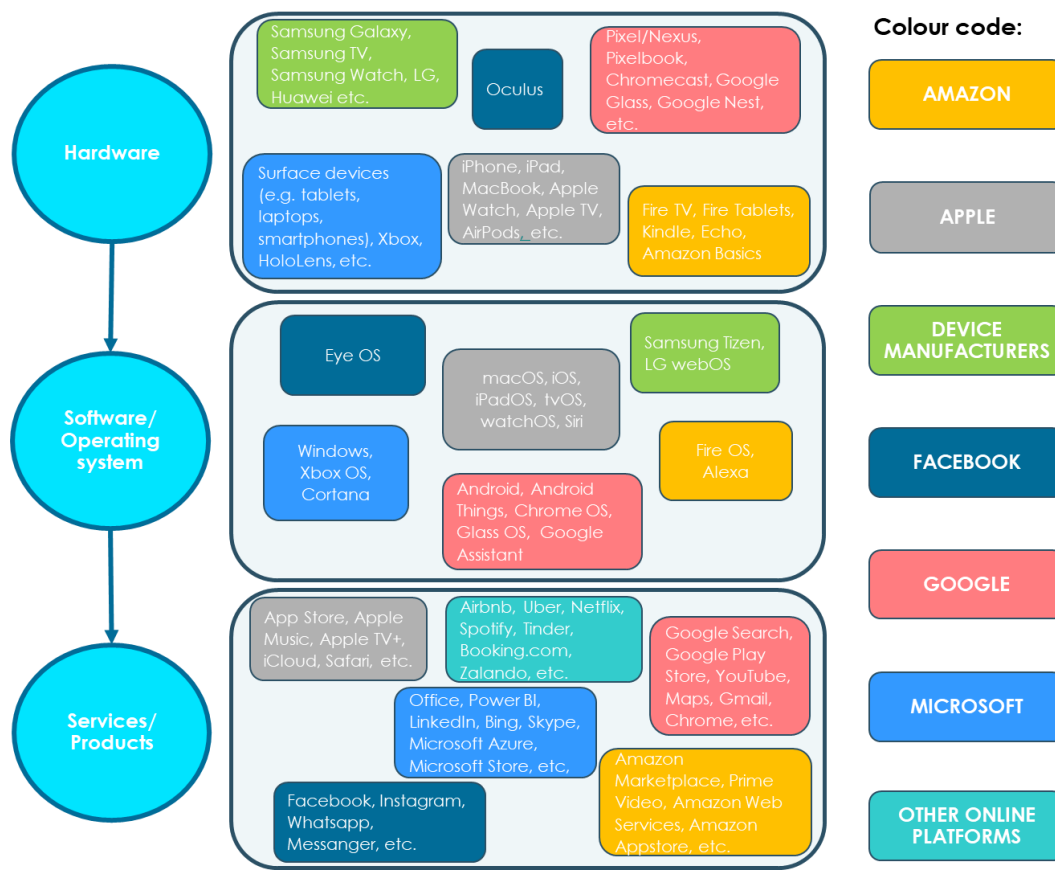 Colour code:
Hardware
Samsung Galaxy,
Samsung TV,
Samsung Watch, LG,
Huawei etc.
Oculus
Pixel/Nexus,
Pixelbook,
Chromecast, Google
Glass, Google Nest,
etc.
Surface devices
(e.g. tablets,
laptops,
smartphones), Xbox,
HoloLens, etc.
iPhone, iPad,
MacBook, Apple
Watch, Apple TV,
AirPods, etc.
Fire TV, Fire Tablets,
Kindle, Echo,
Amazon Basics
Software/
Operating
system
Eye OS
macOS, iOS,
iPadOS, tvOS,
watchOS, Siri
Samsung Tizen,
LG webOS
Windows,
Xbox OS,
Cortana
Android, Android
Things, Chrome OS,
Glass OS, Google
Assistant
Fire OS,
Alexa
Services/
Products
App Store, Apple
Music, Apple TV+,
iCloud, Safari, etc.
Airbnb, Uber, Netflix,
Spotify, Tinder,
Booking.com,
Zalando, etc.
Google Search,
Google Play
Store, YouTube,
Maps, Gmail,
Chrome, etc.
Office, Power BI,
LinkedIn, Bing, Skype,
Microsoft Azure,
Microsoft Store, etc,
Facebook, Instagram,
Whatsapp,
Messanger, etc.
Amazon
Marketplace, Prime
Video, Amazon Web
Services, Amazon
Appstore, etc.
AMAZON
APPLE
DEVICE
MANUFACTURERS
FACEBOOK
GOOGLE
MICROSOFT
OTHER ONLINE
PLATFORMS